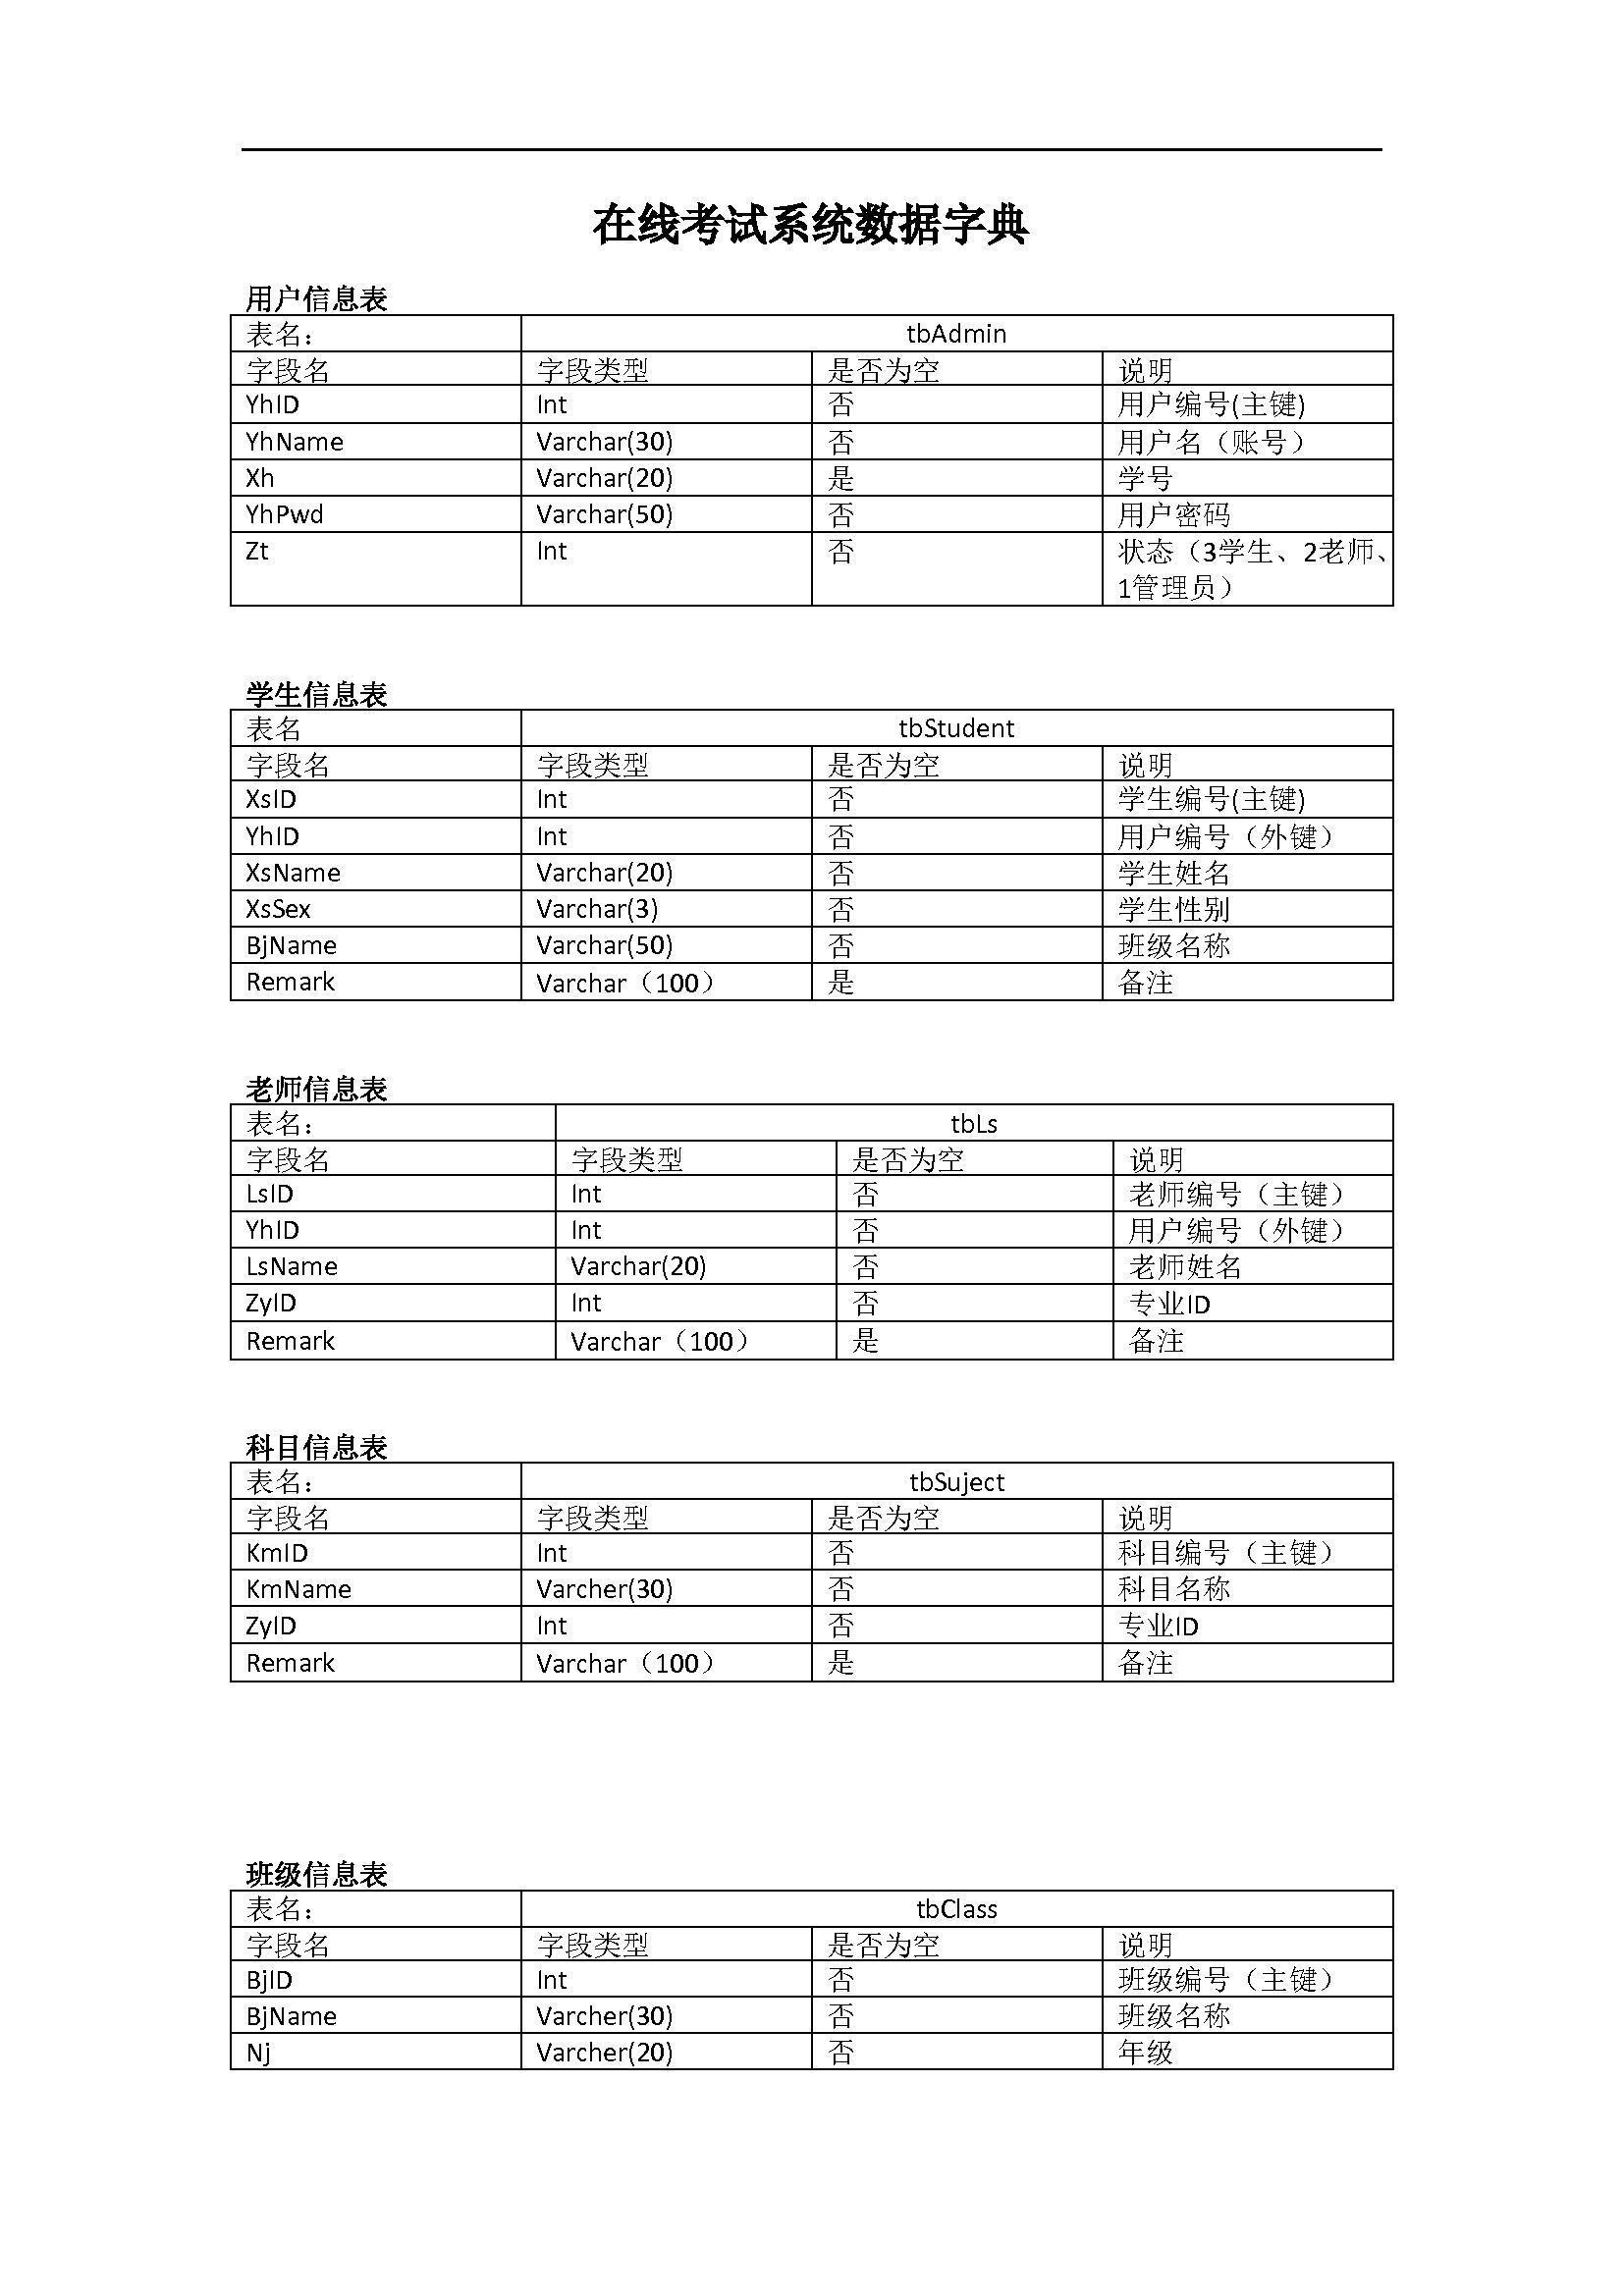 在线考试系统数据字典
用户信息表
表名： tbAdmin
字段名 字段类型 是否为空 说明
YhID Int 否 用户编号(主键)
YhName Varchar(30) 否 用户名（账号）
Xh Varchar(20) 是 学号
YhPwd Varchar(50) 否 用户密码
Zt Int 否 状态（3学生、2老师、
1管理员）
学生信息表
表名 tbStudent
字段名 字段类型 是否为空 说明
XsID Int 否 学生编号(主键)
YhID Int 否 用户编号（外键）
XsName Varchar(20) 否 学生姓名
XsSex Varchar(3) 否 学生性别
BjName Varchar(50) 否 班级名称
Remark Varchar（100） 是 备注
老师信息表
表名： tbLs
字段名 字段类型 是否为空 说明
LsID Int 否 老师编号（主键）
YhID Int 否 用户编号（外键）
LsName Varchar(20) 否 老师姓名
ZyID Int 否 专业ID
Remark Varchar（100） 是 备注
科目信息表
表名： tbSuject
字段名 字段类型 是否为空 说明
KmID Int 否 科目编号（主键）
KmName Varcher(30) 否 科目名称
ZyID Int 否 专业ID
Remark Varchar（100） 是 备注
班级信息表
表名： tbClass
字段名 字段类型 是否为空 说明
BjID Int 否 班级编号（主键）
BjName Varcher(30) 否 班级名称
Nj Varcher(20) 否 年级